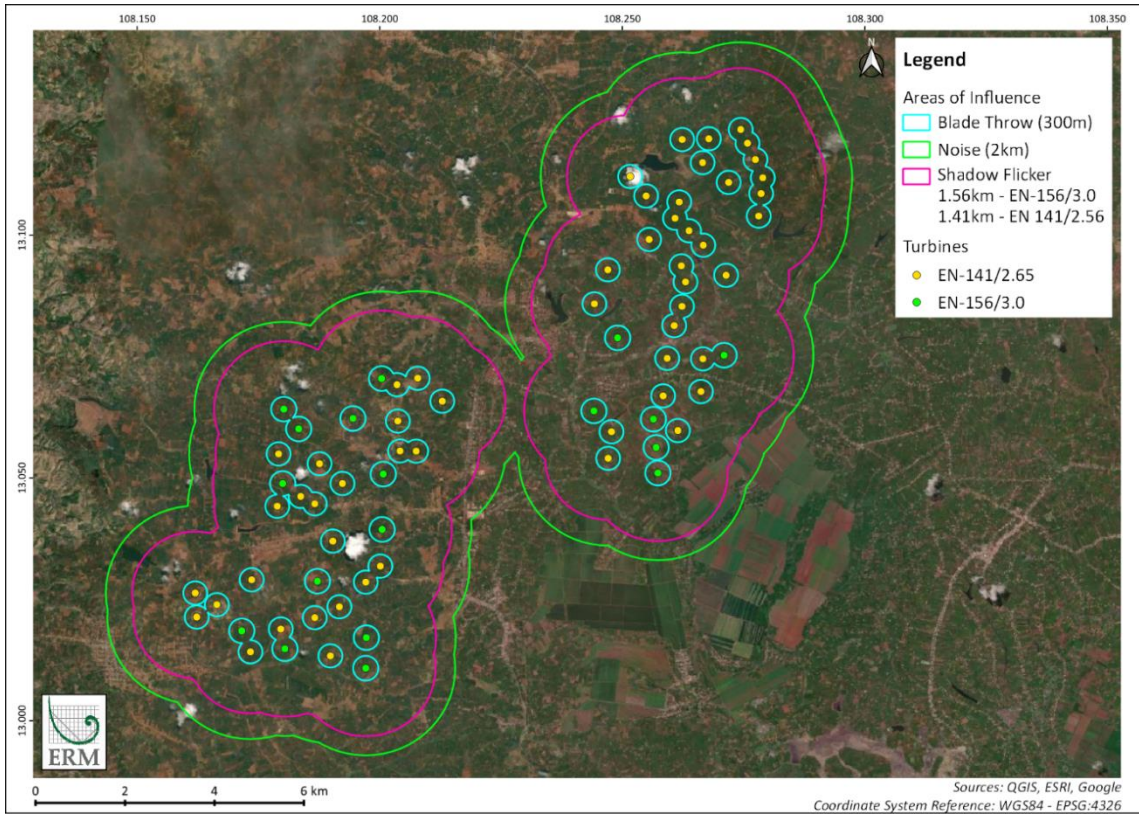 108.150 108.200 108.250 108.300 108.350
N
Legend
Areas of Influence
Blade Throw (300m)
Noise (2km)
Shadow Flicker
1.56km - EN-156/3.0
1.41km - EN 141/2.56
Turbines
EN-141/2.65
EN-156/3.0
13.100
13.050
13.000
ERM
0 2 4 6 km
Sources: QGIS, ESRI, Google
Coordinate System Reference: WGS84 - EPSG:4326